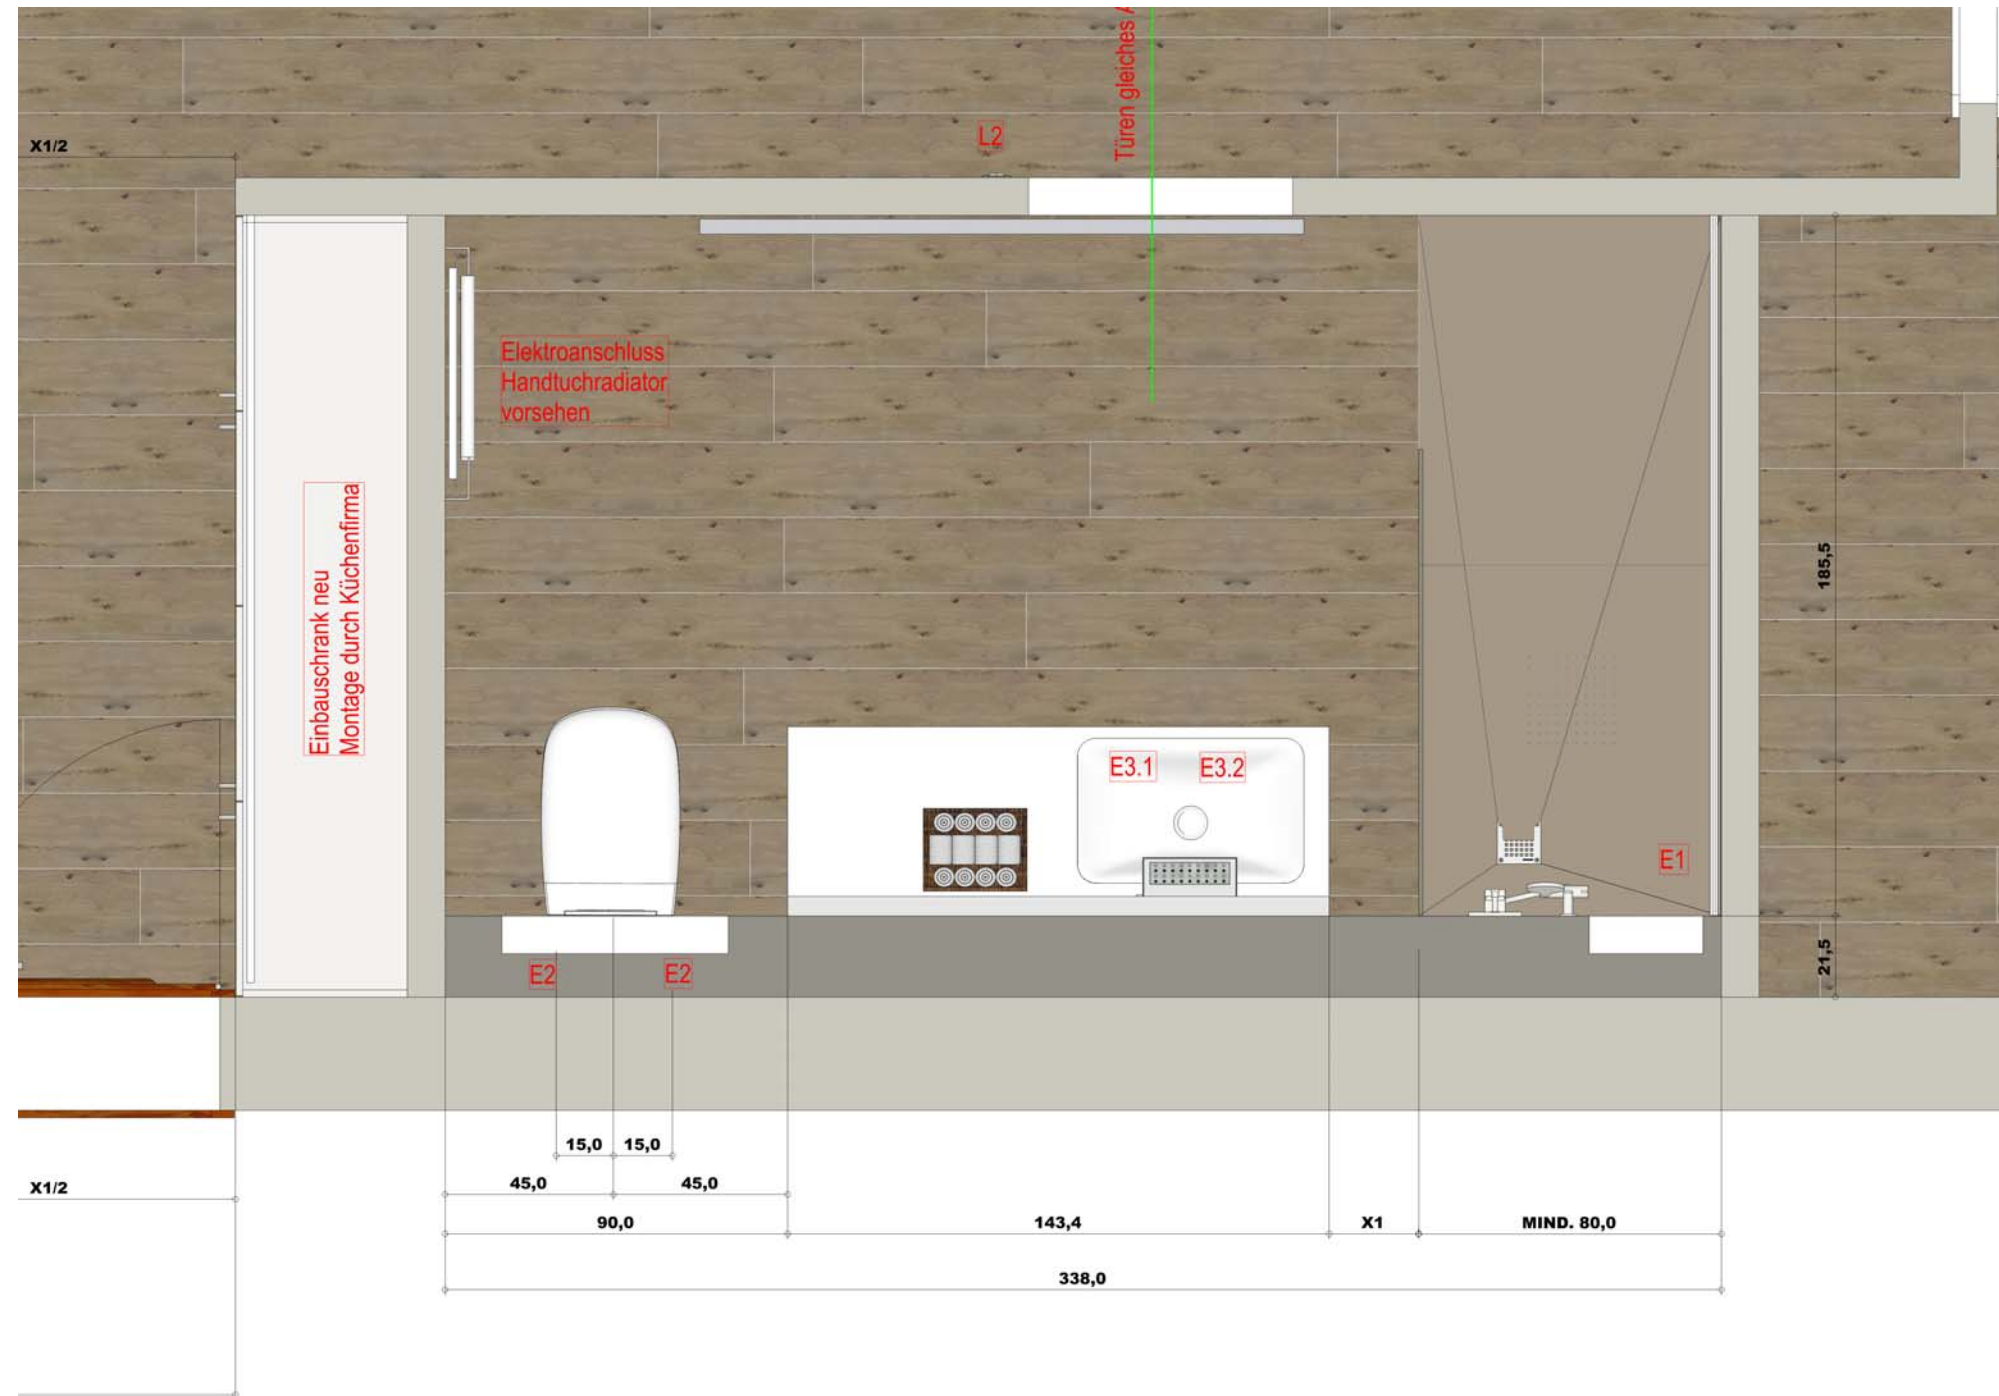 Türen gleiches
L2
X1/2
Elektroanschluss
Handtuchradiator
vorsehen
Einbauschrank neu
Montage durch Küchenfirma
185,5
E3.1
E3.2
E1
21,5
E2
E2
15,0
15,0
X1/2
45,0
45,0
90,0
143,4
X1
MIND. 80,0
338,0